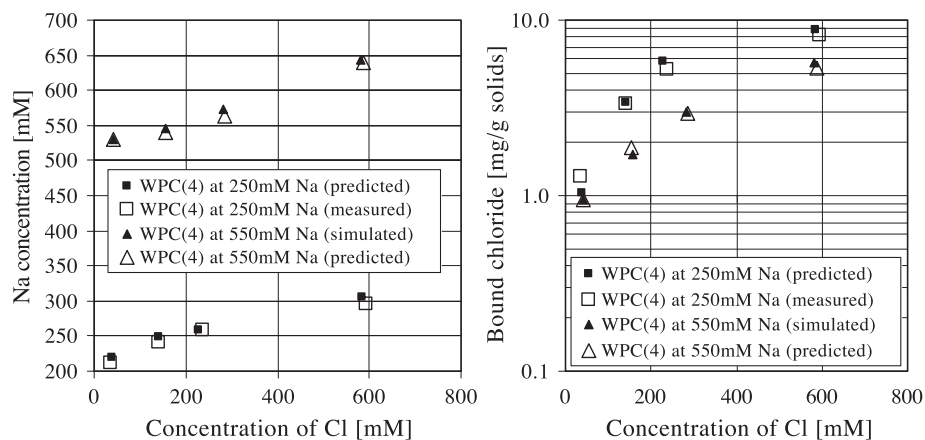 700
650
600
550
500
450
400
350
300
250
200
0
200
400
600
800
Na concentration [mM]
Concentration of Cl [mM]
WPC(4) at 250mM Na (predicted)
WPC(4) at 250mM Na (measured)
WPC(4) at 550mM Na (simulated)
WPC(4) at 550mM Na (predicted)
10.0
1.0
0.1
0
200
400
600
800
Bound chloride [mg/g solids]
Concentration of Cl [mM]
WPC(4) at 250mM Na (predicted)
WPC(4) at 250mM Na (measured)
WPC(4) at 550mM Na (simulated)
WPC(4) at 550mM Na (predicted)